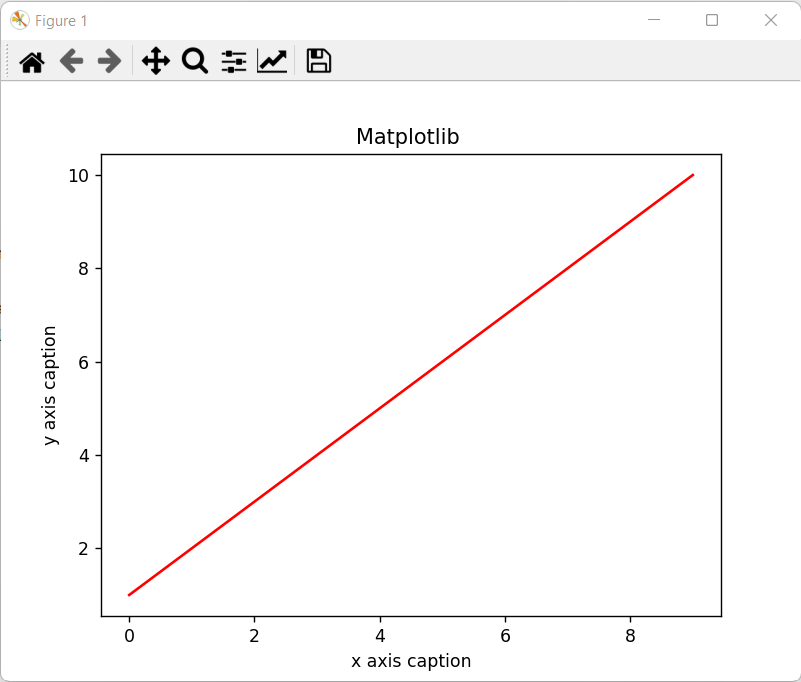 Figure 1
Matplotlib
10
8
6
4
2
y axis caption
0 2 4 6 8
x axis caption